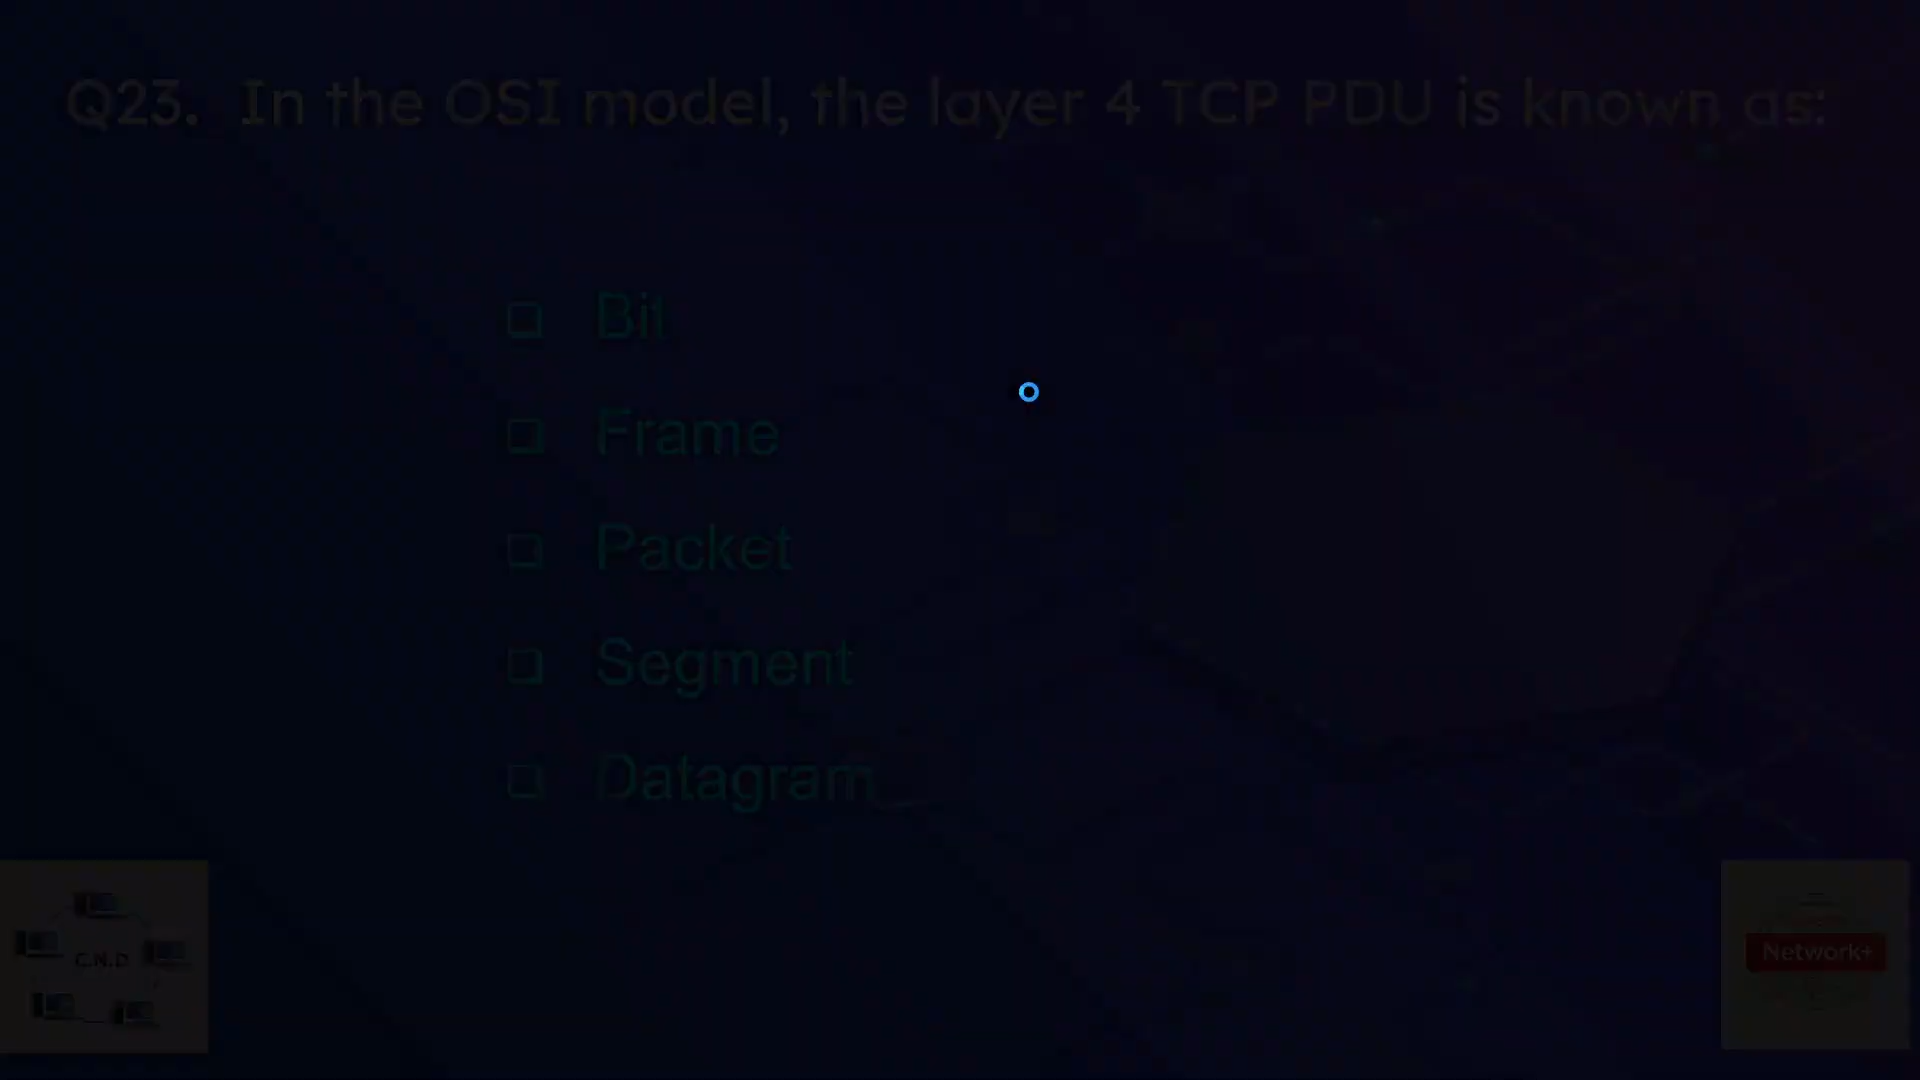 Q23. In the OSI model, the layer 4 TCP PDU is known as:
❑ Bit
❑ Frame
❑ Packet
❑ Segment
❑ Datagram
C.N.D
Network+